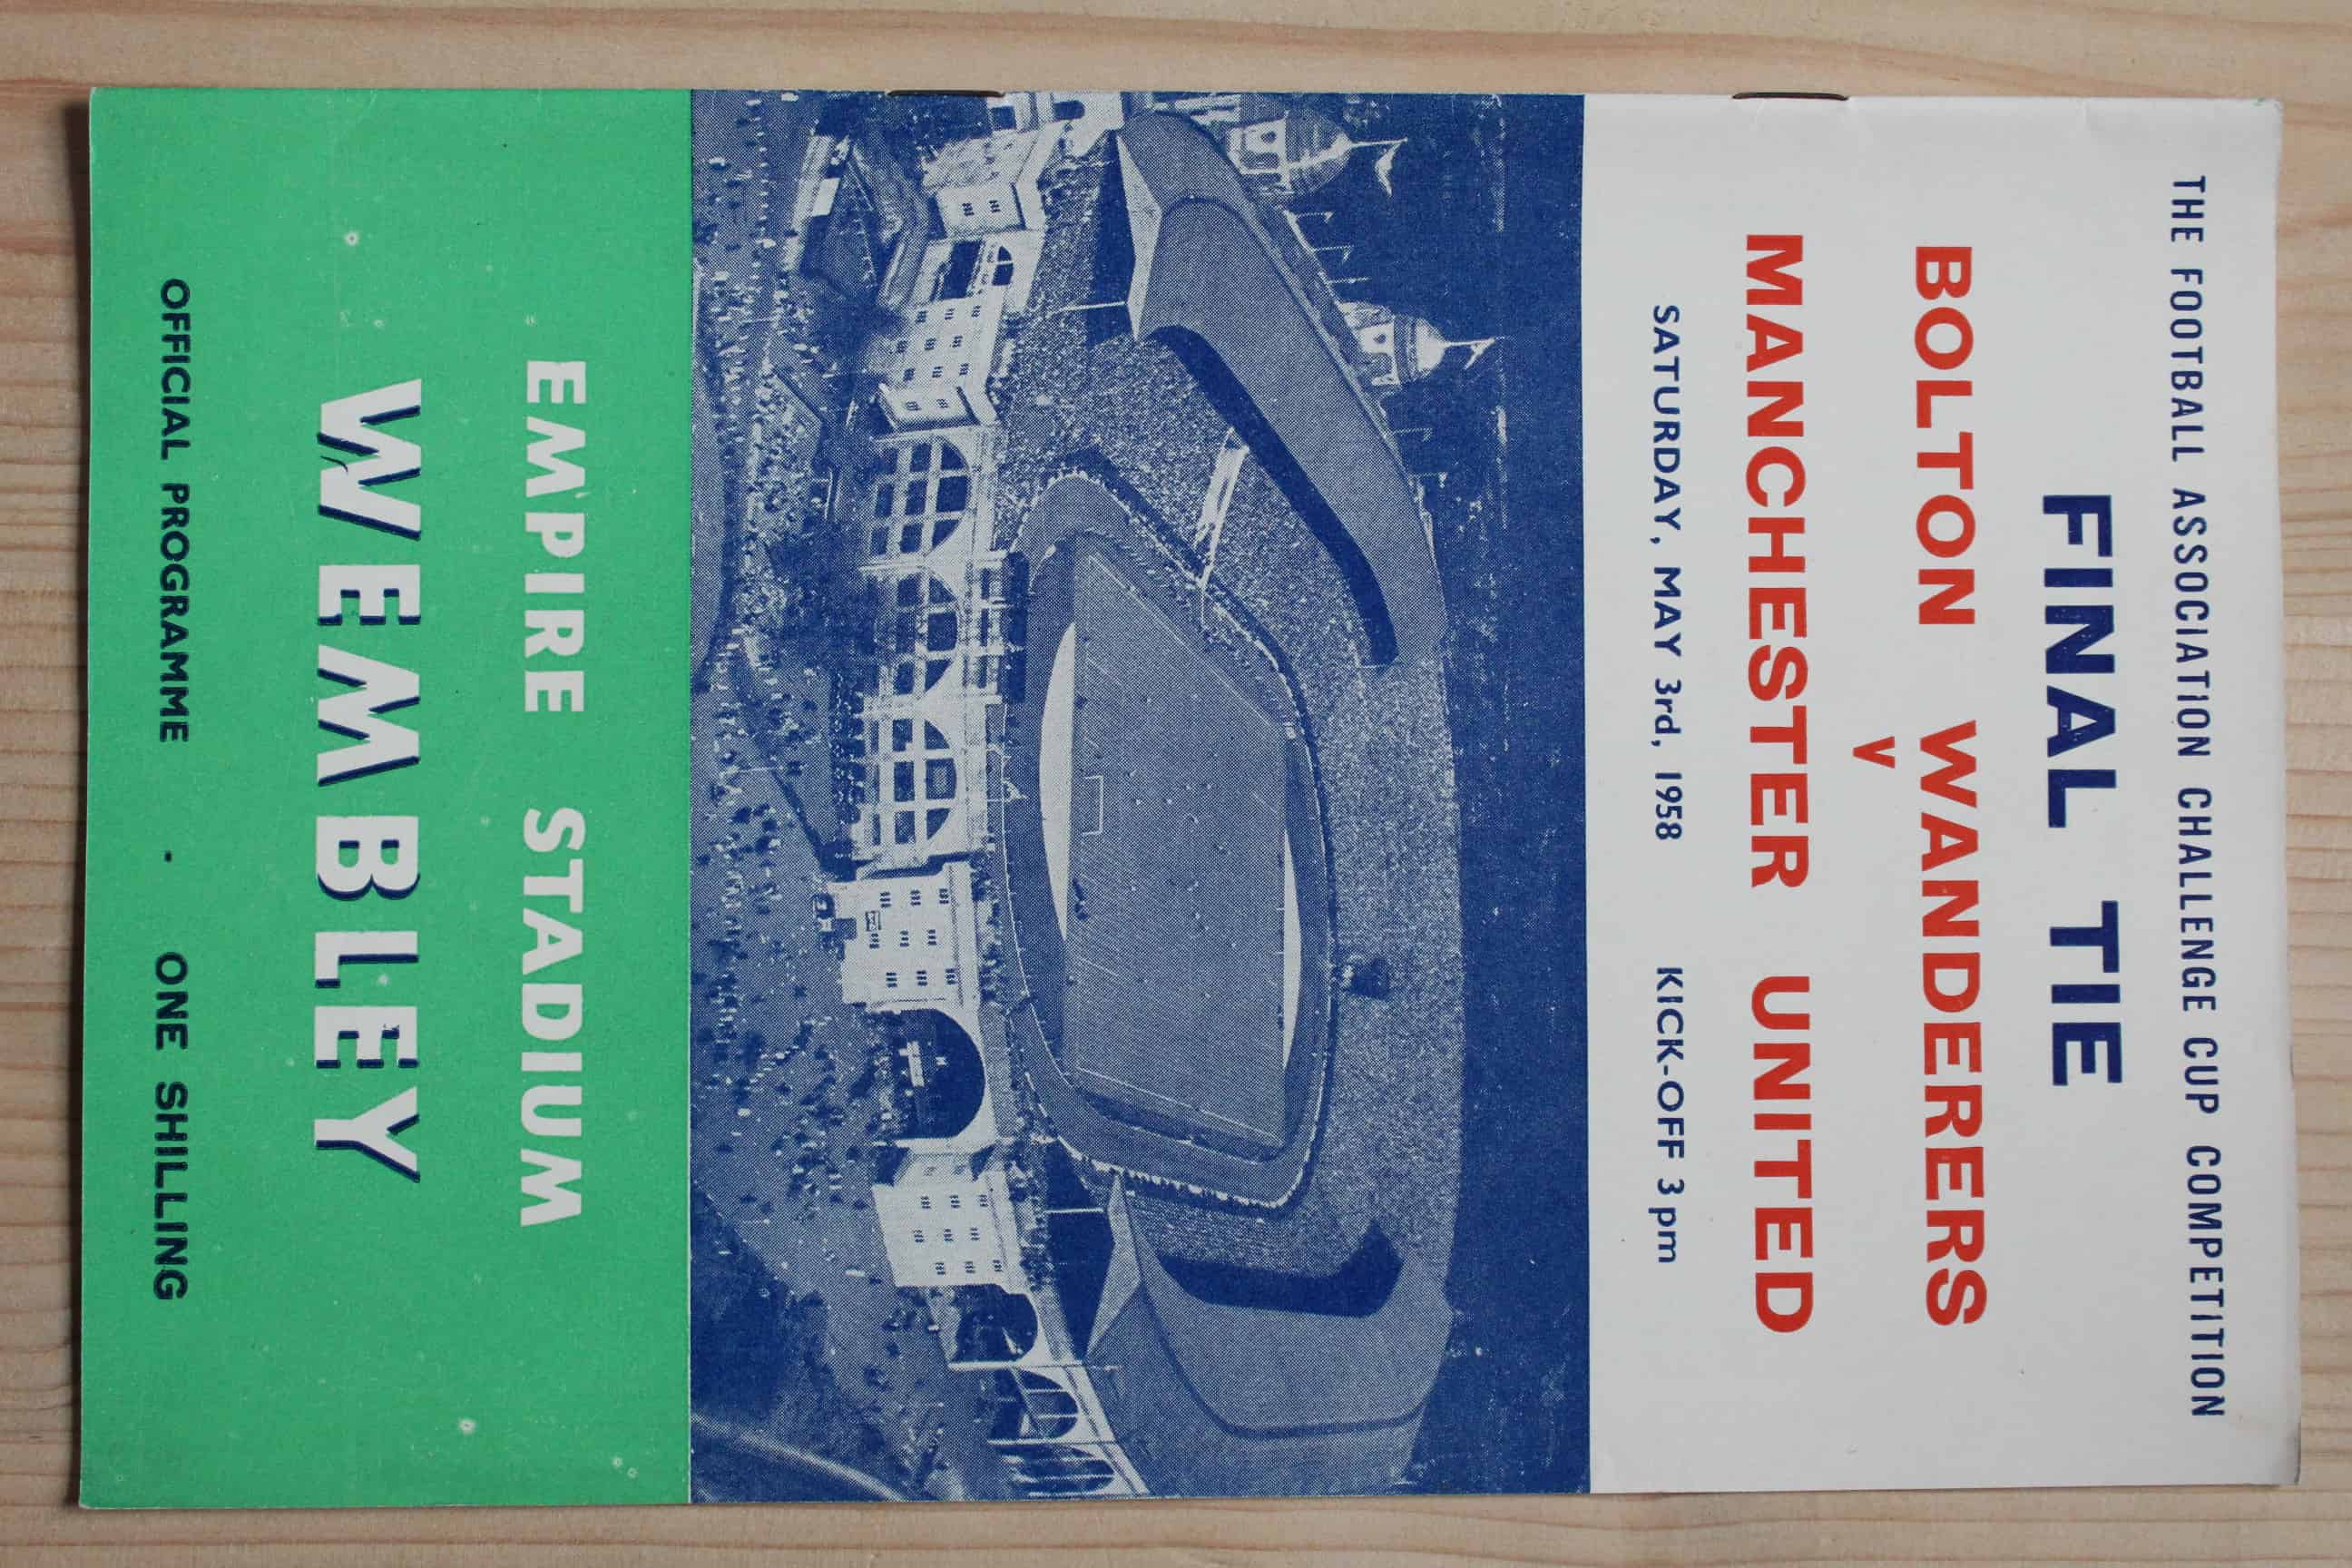 THE FOOTBALL ASSOCIATION CHALLENGE CUP COMPETITION
FINAL TIE
BOLTON WANDERERS
V
MANCHESTER UNITED
SATURDAY, MAY 3rd, 1958 KICK-OFF 3 pm
EMPIRE STADIUM
WEMBLEY
OFFICIAL PROGRAMME · ONE SHILLING